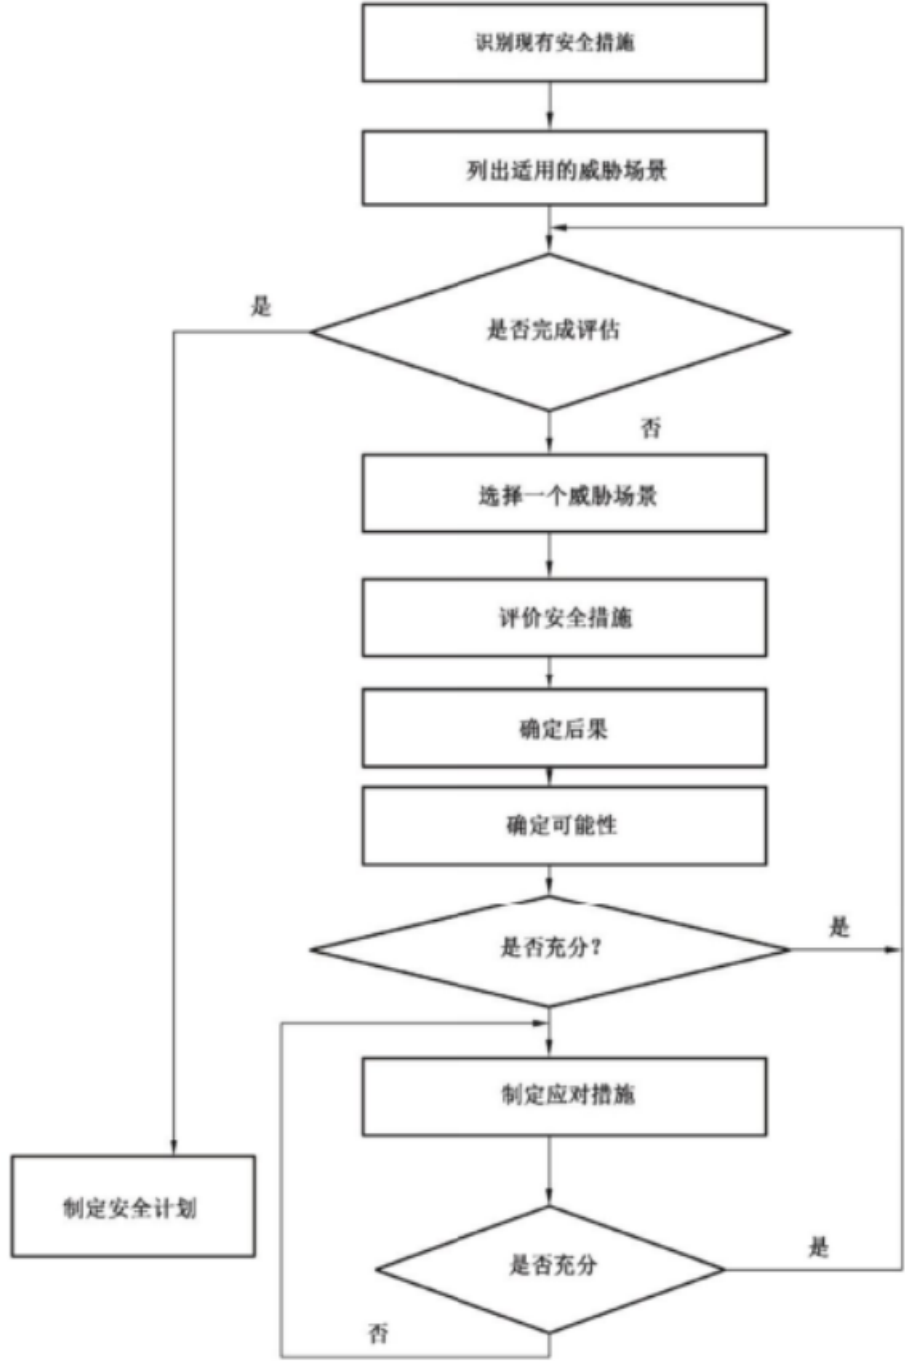 识别现有安全措施
列出适用的威胁场景
是
是否完成评估
否
选择一个威胁场景
评价安全措施
确定后果
确定可能性
是否充分?
是
制定应对措施
制定安全计划
是否充分
是
否